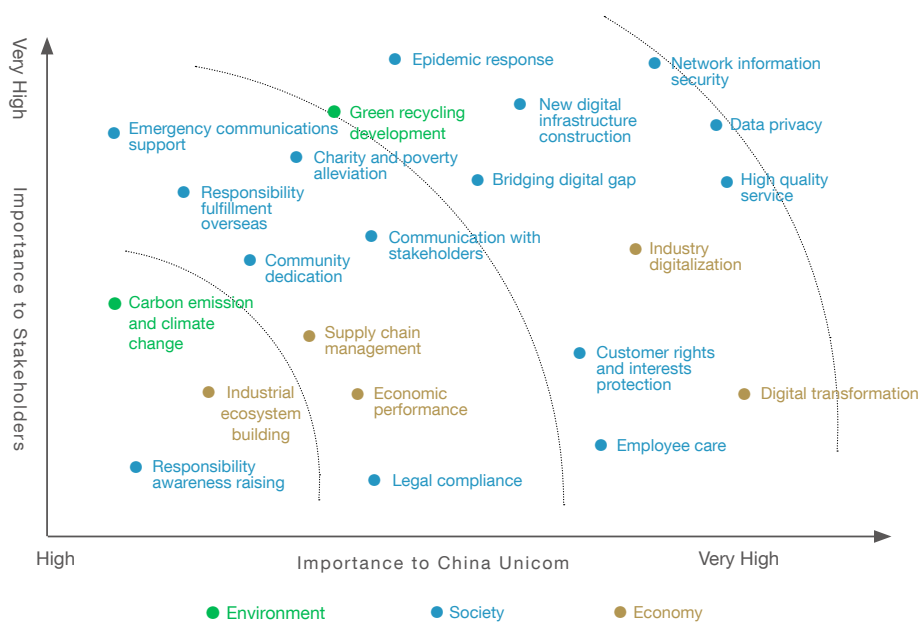 Very High
Importance to Stakeholders
Epidemic response
Network information
security
Green recycling
development
New digital
infrastructure
construction
Data privacy
Emergency communications
support
Charity and poverty
alleviation
Bridging digital gap
High quality
service
Responsibility
fulfillment
overseas
Communication with
stakeholders
Industry
digitalization
Community
dedication
Carbon emission
and climate
change
Supply chain
management
Customer rights
and interests
protection
Industrial
ecosystem
building
Economic
performance
Digital transformation
Employee care
Responsibility
awareness raising
Legal compliance
High
Importance to China Unicom
Very High
Environment
Society
Economy